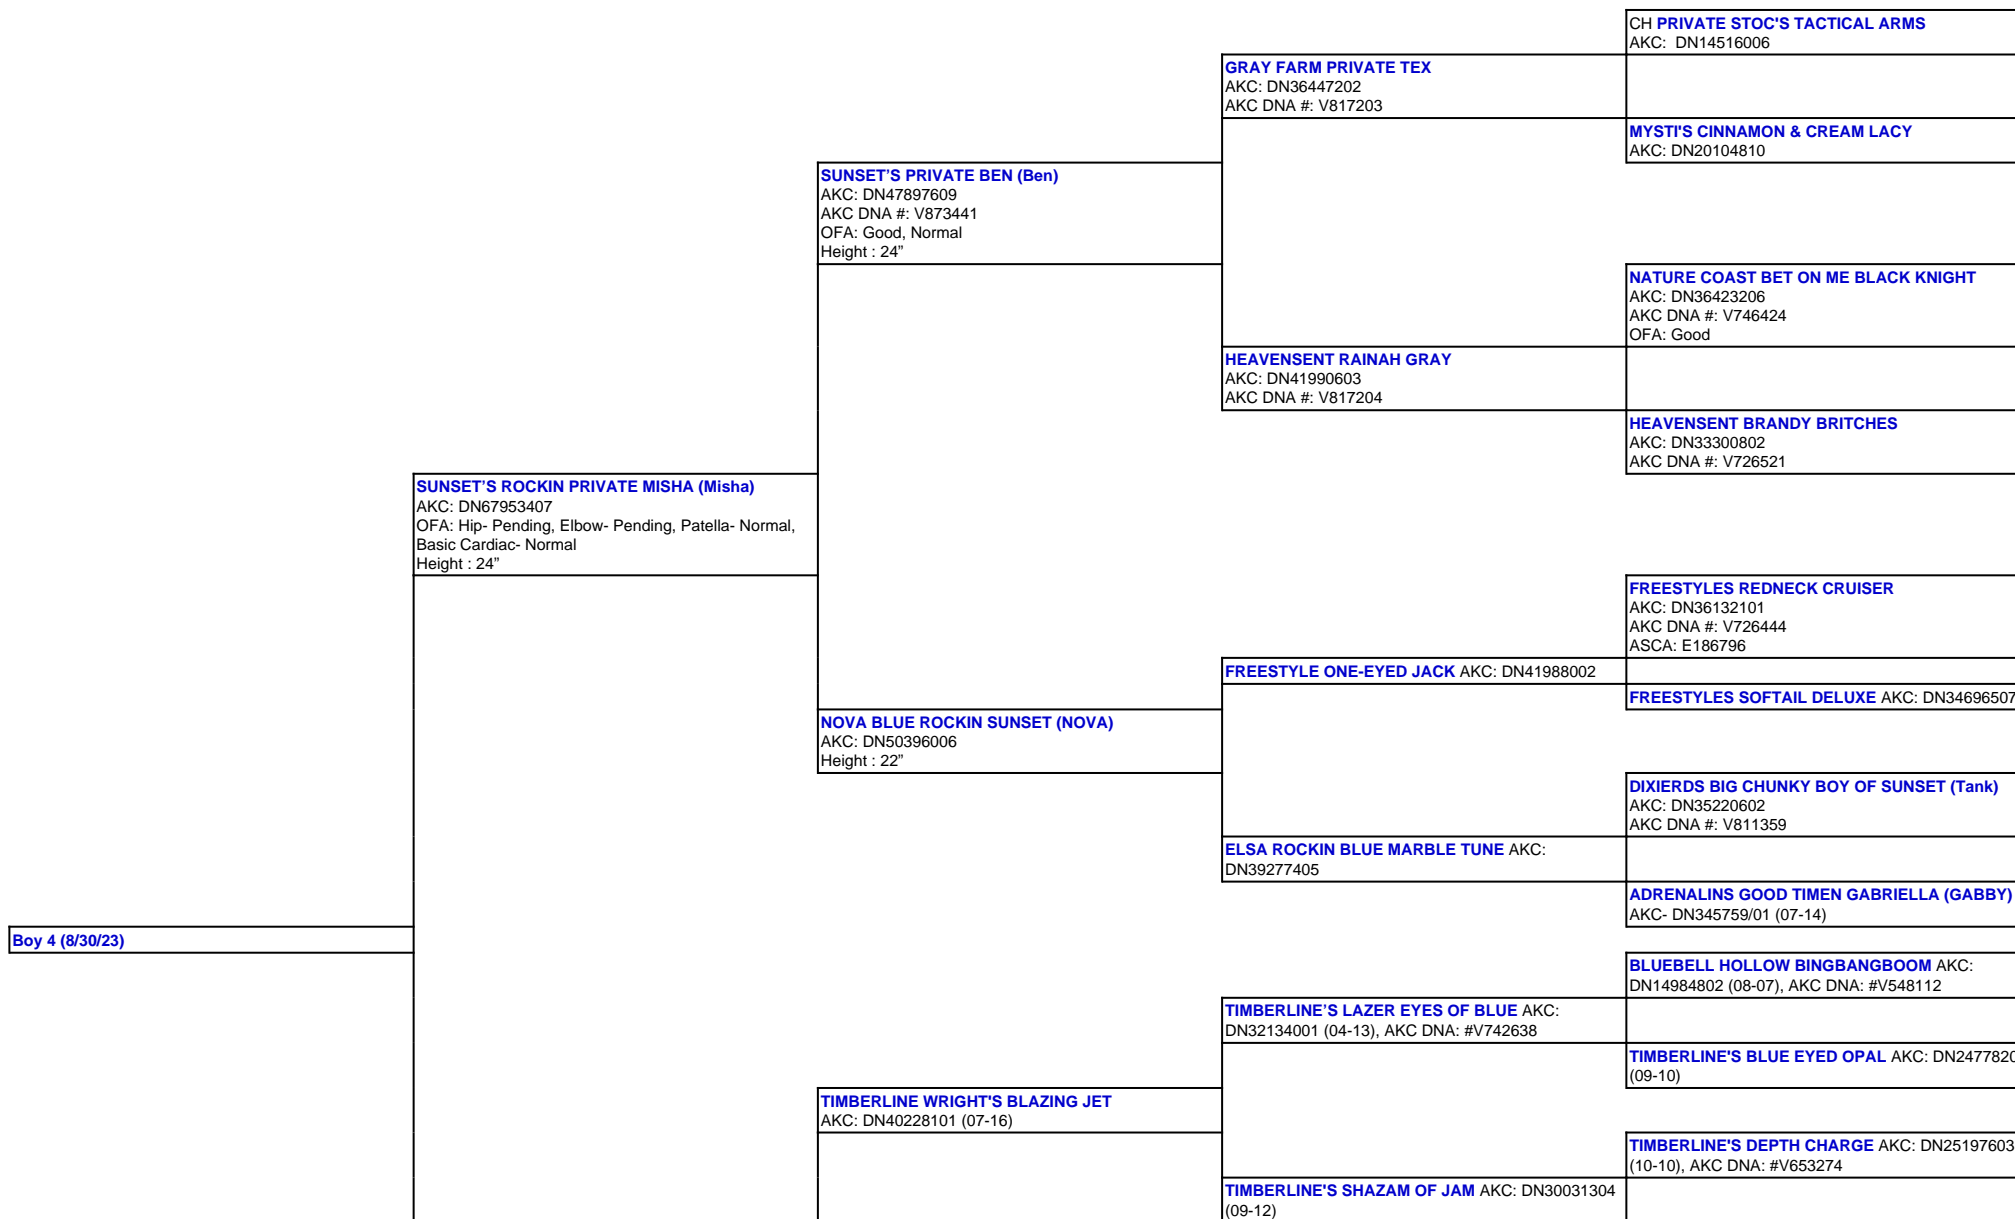 CH PRIVATE STOC'S TACTICAL ARMS
AKC: DN14516006
GRAY FARM PRIVATE TEX
AKC: DN36447202
AKC DNA #: V817203
MYSTI'S CINNAMON & CREAM LACY
AKC: DN20104810
SUNSET’S PRIVATE BEN (Ben)
AKC: DN47897609
AKC DNA #: V873441
OFA: Good, Normal
Height : 24”
NATURE COAST BET ON ME BLACK KNIGHT
AKC: DN36423206
AKC DNA #: V746424
OFA: Good
HEAVENSENT RAINAH GRAY
AKC: DN41990603
AKC DNA #: V817204
HEAVENSENT BRANDY BRITCHES
AKC: DN33300802
AKC DNA #: V726521
SUNSET’S ROCKIN PRIVATE MISHA (Misha)
AKC: DN67953407
OFA: Hip- Pending, Elbow- Pending, Patella- Normal,
Basic Cardiac- Normal
Height : 24”
FREESTYLES REDNECK CRUISER
AKC: DN36132101
AKC DNA #: V726444
ASCA: E186796
FREESTYLE ONE-EYED JACK AKC: DN41988002
FREESTYLES SOFTAIL DELUXE AKC: DN34696507
NOVA BLUE ROCKIN SUNSET (NOVA)
AKC: DN50396006
Height : 22”
DIXIERDS BIG CHUNKY BOY OF SUNSET (Tank)
AKC: DN35220602
AKC DNA #: V811359
ELSA ROCKIN BLUE MARBLE TUNE AKC:
DN39277405
ADRENALINS GOOD TIMEN GABRIELLA (GABBY)
AKC- DN345759/01 (07-14)
Boy 4 (8/30/23)
BLUEBELL HOLLOW BINGBANGBOOM AKC:
DN14984802 (08-07), AKC DNA: #V548112
TIMBERLINE’S LAZER EYES OF BLUE AKC:
DN32134001 (04-13), AKC DNA: #V742638
TIMBERLINE'S BLUE EYED OPAL AKC: DN2477820
(09-10)
TIMBERLINE WRIGHT'S BLAZING JET
AKC: DN40228101 (07-16)
TIMBERLINE'S DEPTH CHARGE AKC: DN25197603
(10-10), AKC DNA: #V653274
TIMBERLINE'S SHAZAM OF JAM AKC: DN30031304
(09-12)